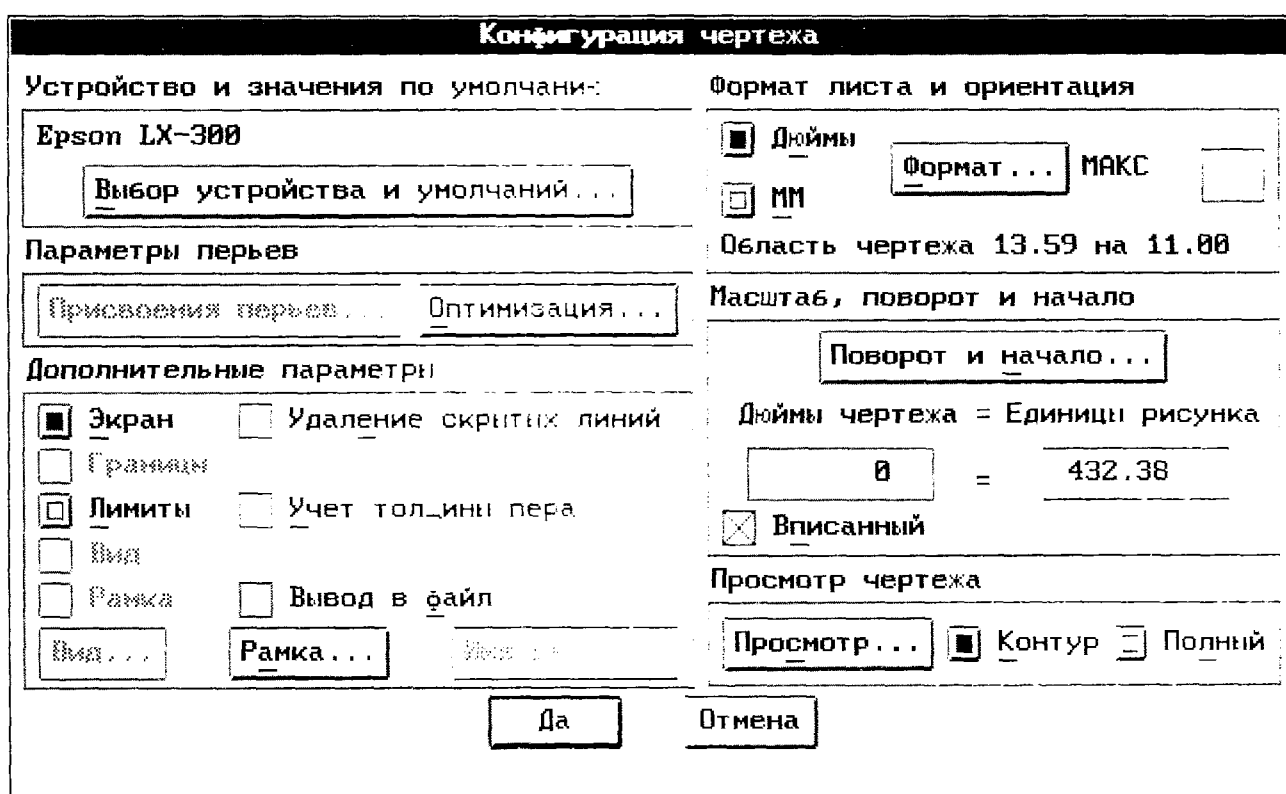 Конфигурация чертежа
Устройство и значения по умолчани
Epson LX-300
Выбор устройства и умолчаний...
Параметры перьев
Присвоения перьев...
Оптимизация...
Дополнительные параметры
Экран
Удаление скрытых линий
Границы
Лимиты
Учет толщины пера
Вид
Рамка
Вывод в файл
Вид...
Рамка...
Формат листа и ориентация
Дюймы
Формат...
МАКС
ММ
Область чертежа 13.59 на 11.00
Масштаб, поворот и начало
Поворот и начало...
Дюймы чертежа = Единицы рисунка
0 = 432.38
Вписанный
Просмотр чертежа
Просмотр...
Контур
Полный
Да
Отмена